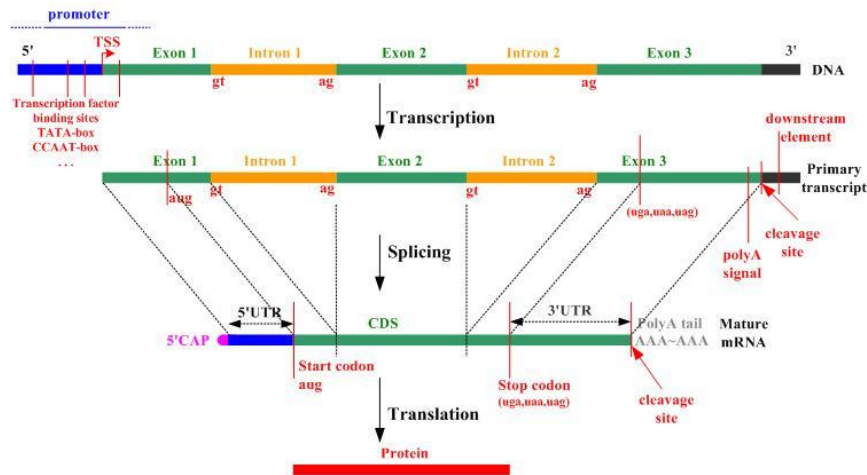 promoter
5'
TSS
Exon 1
Intron 1
Exon 2
Intron 2
Exon 3
3'
gt
ag
gt
ag
DNA
Transcription factor
binding sites
TATA-box
CCAAT-box
...
Transcription
downstream
element
Exon 1
Intron 1
Exon 2
Intron 2
Exon 3
Primary
transcript
aug
gt
ag
gt
ag
(uga,uaa,uag)
cleavage
site
polyA
signal
Splicing
5'UTR
CDS
3'UTR
PolyA tail
AAA~AAA
Mature
mRNA
5'CAP
Start codon
aug
Stop codon
(uga,uaa,uag)
cleavage
site
Translation
Protein